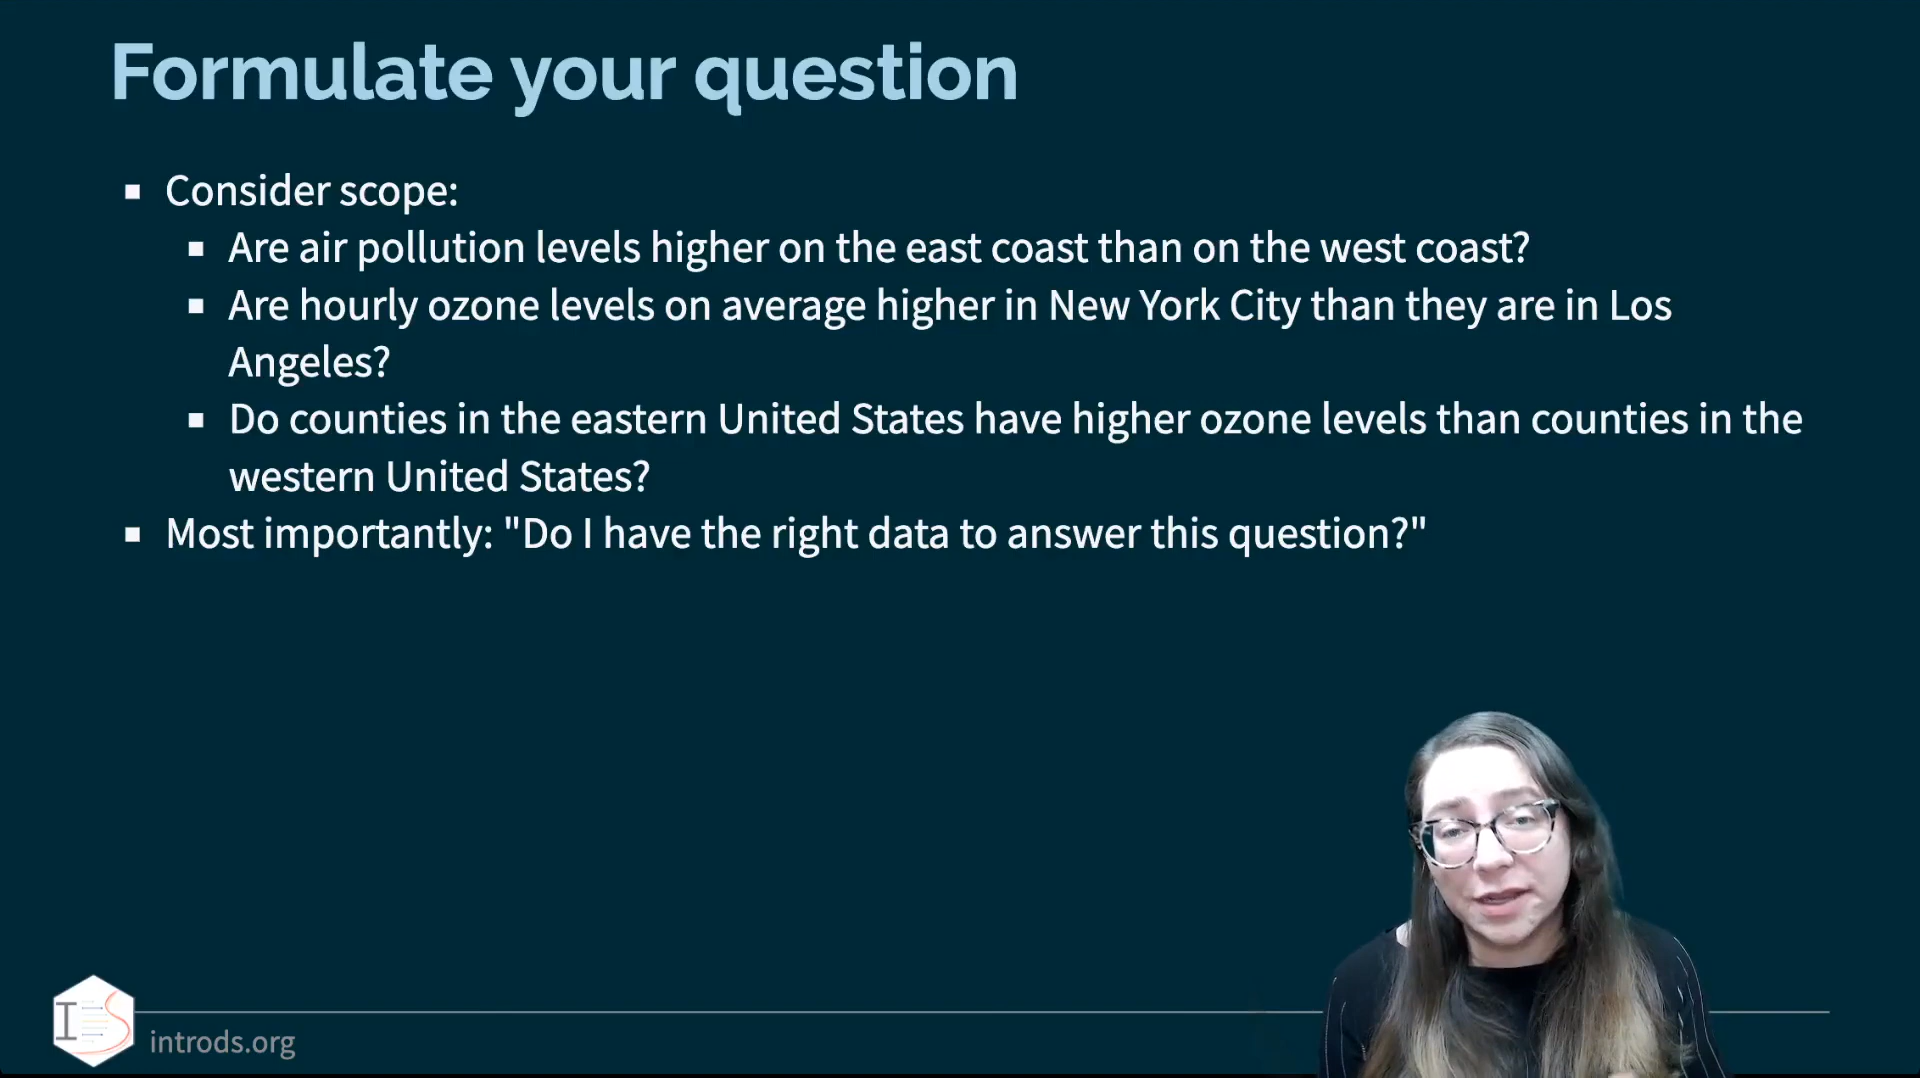 Formulate your question
Consider scope:
Are air pollution levels higher on the east coast than on the west coast?
Are hourly ozone levels on average higher in New York City than they are in Los
Angeles?
Do counties in the eastern United States have higher ozone levels than counties in the
western United States?
Most importantly: "Do I have the right data to answer this question?"
I S
introds.org